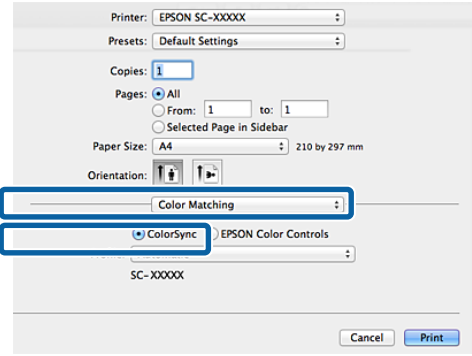 Printer: EPSON SC-XXXXX
Presets: Default Settings
Copies: 1
Pages: All
From: 1 to: 1
Selected Page in Sidebar
Paper Size: A4 210 by 297 mm
Orientation:
Color Matching
ColorSync EPSON Color Controls
SC-XXXXX
Cancel Print